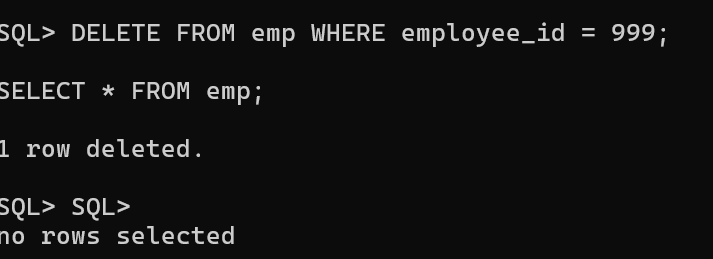 SQL> DELETE FROM emp WHERE employee_id = 999;
SELECT * FROM emp;
1 row deleted.
SQL> SQL>
no rows selected